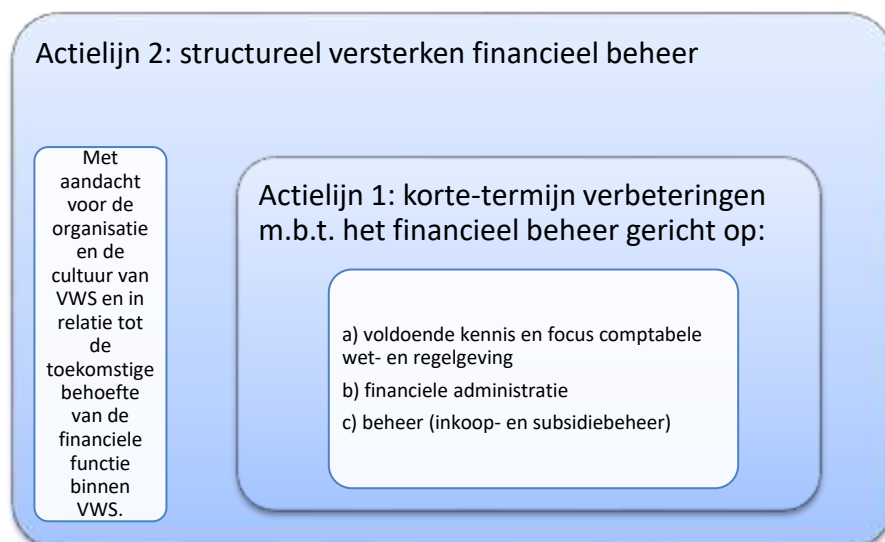 Actielijn 2: structureel versterken financieel beheer
Met
aandacht
voor de
organisatie
en de
cultuur van
VWS en in
relatie tot
de
toekomstige
behoefte
van de
financiele
functie
binnen
VWS.
Actielijn 1: korte-termijn verbeteringen
m.b.t. het financieel beheer gericht op:
a) voldoende kennis en focus comptabele
wet- en regelgeving
b) financiele administratie
c) beheer (inkoop- en subsidiebeheer)